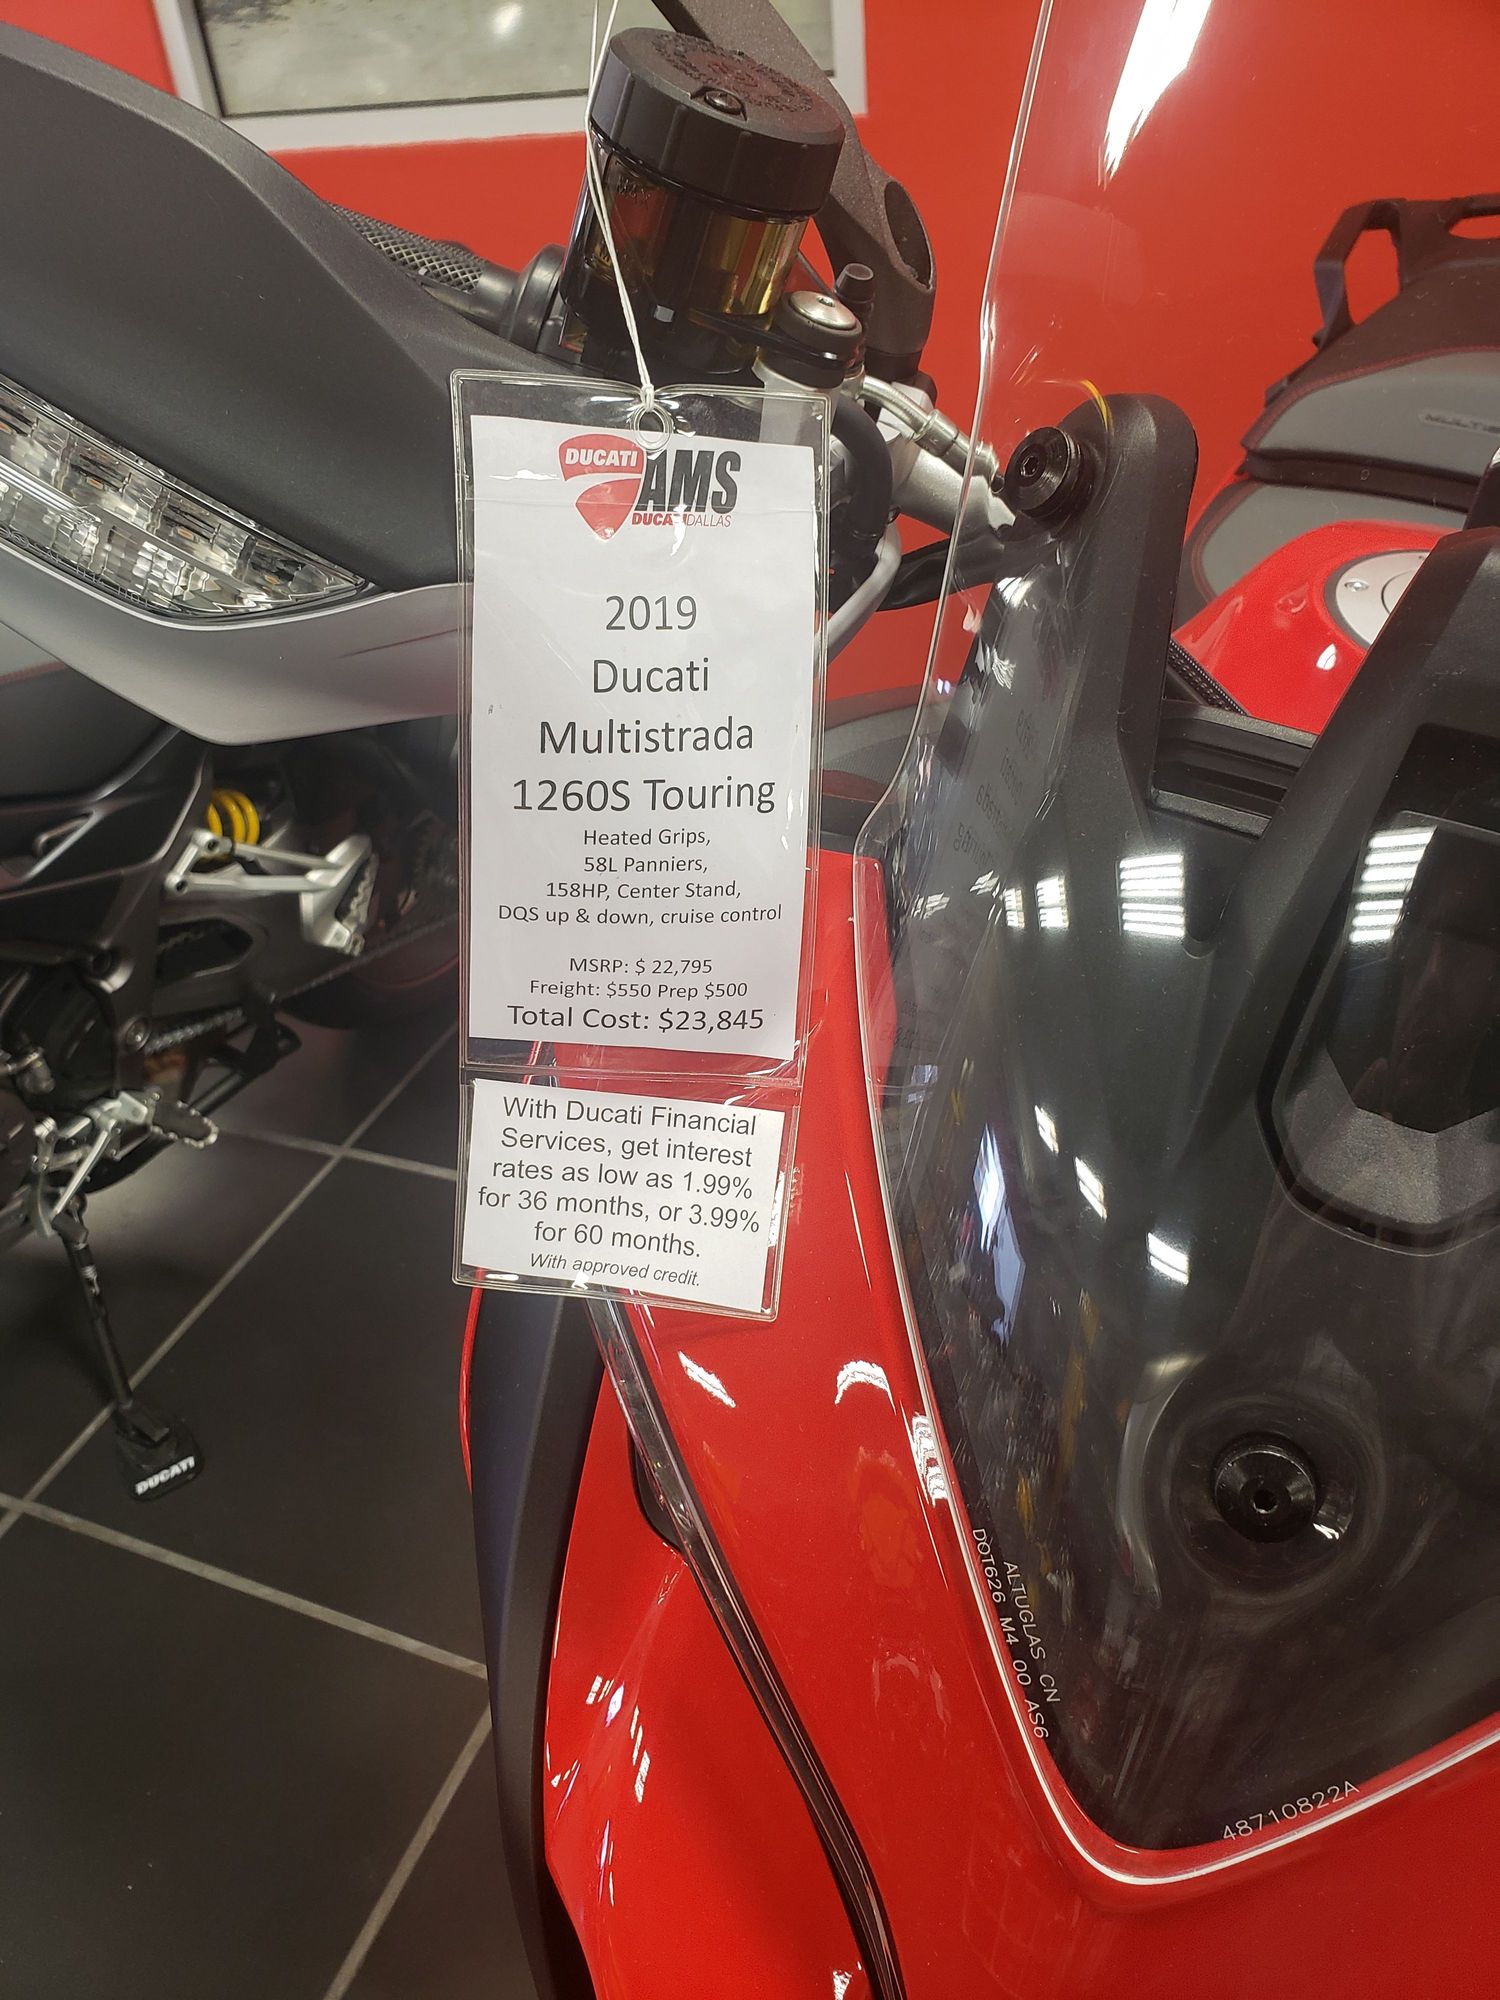 DUCATI
AMS
DUCATI DALLAS
2019
Ducati
Multistrada
1260S Touring
Heated Grips,
58L Panniers,
158HP, Center Stand,
DQS up & down, cruise control
MSRP: $ 22,795
Freight: $550 Prep $500
Total Cost: $23,845
With Ducati Financial
Services, get interest
rates as low as 1.99%
for 36 months, or 3.99%
for 60 months.
With approved credit.
DUCATI
ALTUGLAS CN
DOT626 M4 00 AS6
48710822A